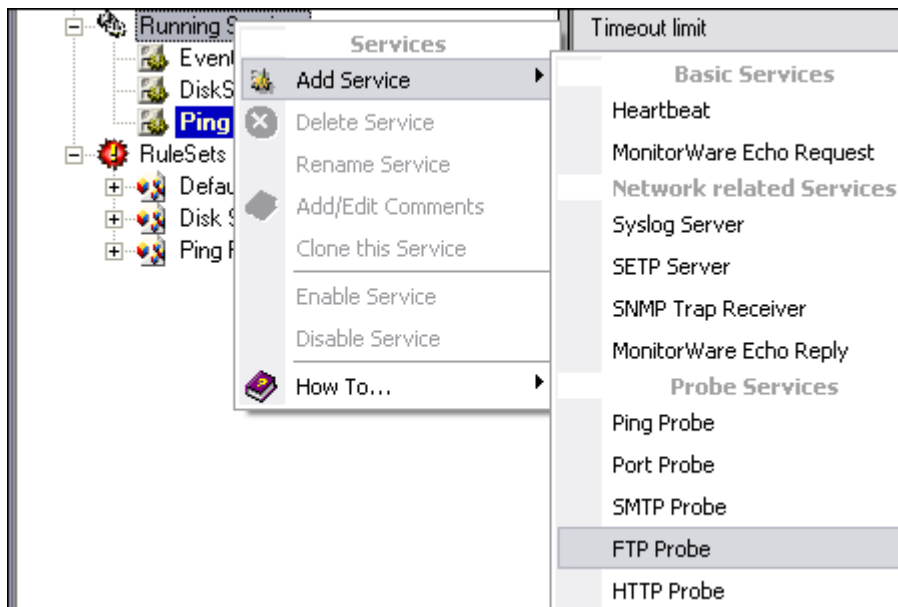 Running
Event
DiskS
Ping
RuleSets
Defau
Disk S
Ping
Services
Add Service
Delete Service
Rename Service
Add/Edit Comments
Clone this Service
Enable Service
Disable Service
How To...
Timeout limit
Basic Services
Heartbeat
MonitorWare Echo Request
Network related Services
Syslog Server
SETP Server
SNMP Trap Receiver
MonitorWare Echo Reply
Probe Services
Ping Probe
Port Probe
SMTP Probe
FTP Probe
HTTP Probe